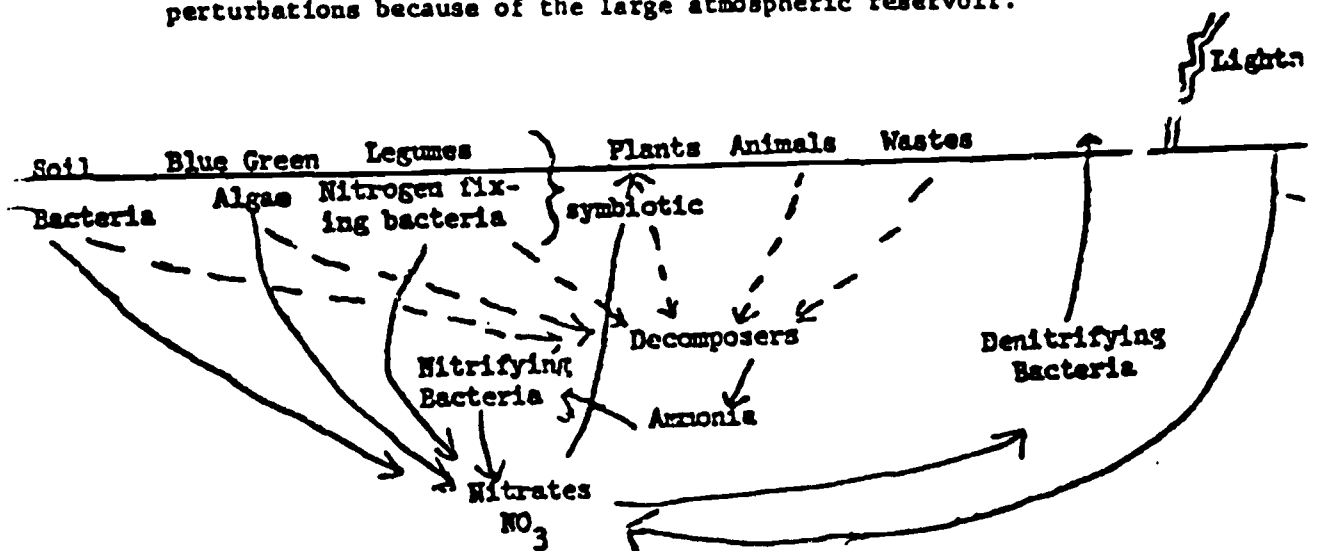 perturbations because of the large atmospheric reservoir.
Lightn
Soil Blue Green Legumes Plants Animals Wastes
Bacteria Algae Nitrogen fix- symbiotic
ing bacteria
Decomposers Denitrifying
Bacteria
Nitrifying
Bacteria Ammonia
Nitrates
NO3